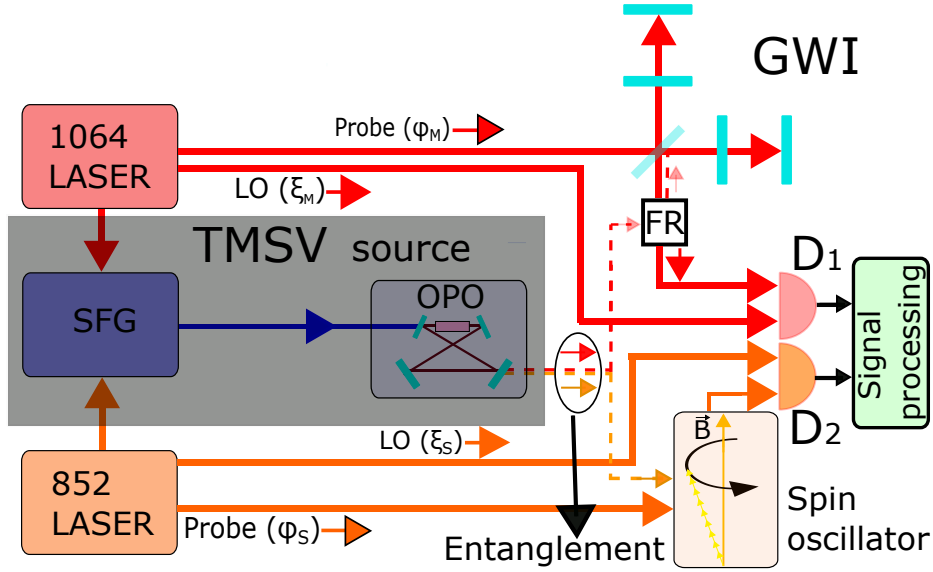 GWI
1064
LASER
Probe (φM)
LO (ξM)
FR
TMSV source
SFG
OPO
D1
Signal
processing
D2
B⃗
LO (ξS)
852
LASER
Probe (φS)
Entanglement
Spin
oscillator